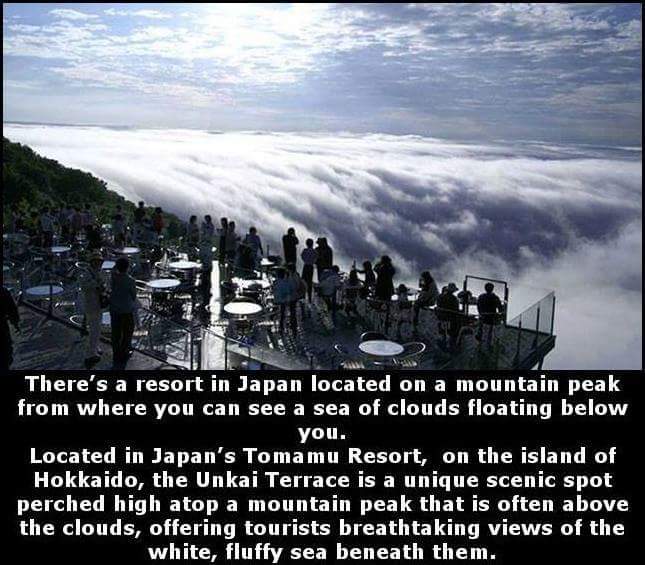 There's a resort in Japan located on a mountain peak
from where you can see a sea of clouds floating below
you.
Located in Japan's Tomamu Resort,  on the island of
Hokkaido, the Unkai Terrace is a unique scenic spot
perched high atop a mountain peak that is often above
the clouds, offering tourists breathtaking views of the
white, fluffy sea beneath them.